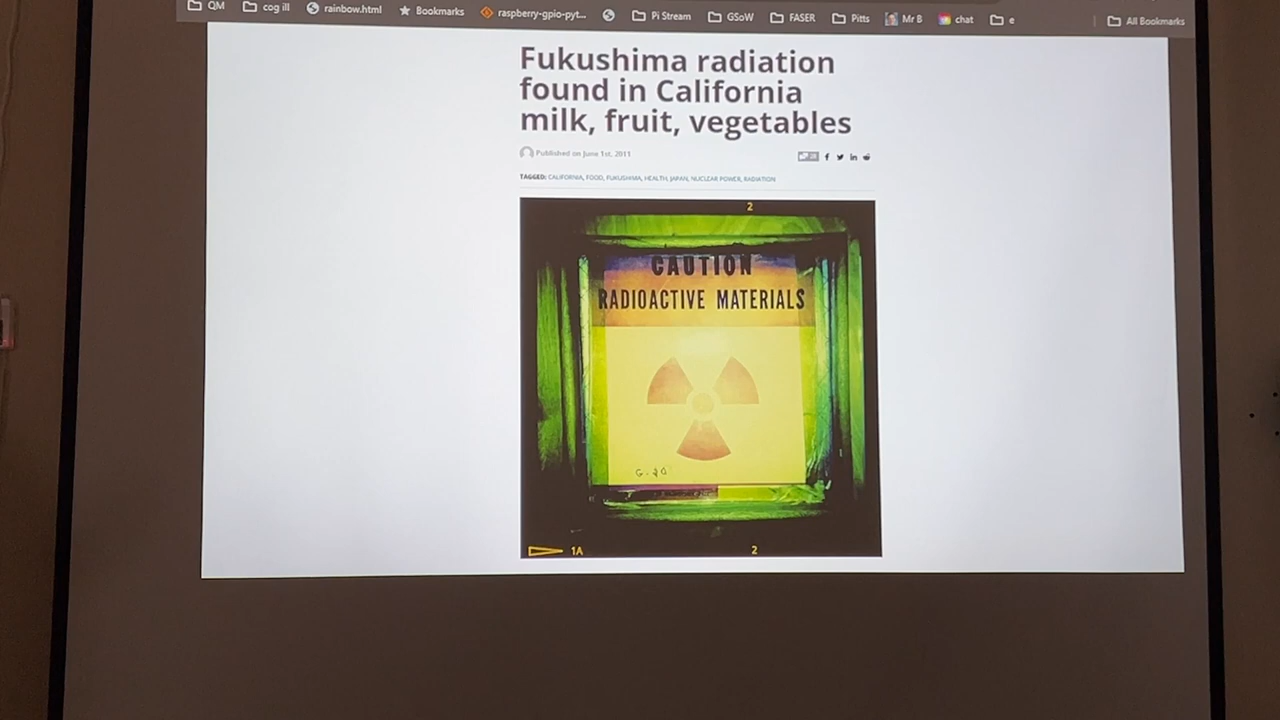 QM cog ill rainbow.html Bookmarks raspberry-gpio-pyt... Pi Stream GSoW FASER Pitts Mr B chat e All Bookmarks
Fukushima radiation
found in California
milk, fruit, vegetables
Published on June 1st, 2011
TAGGED: CALIFORNIA, FOOD, FUKUSHIMA, HEALTH, JAPAN, NUCLEAR POWER, RADIATION
2
CAUTION
RADIOACTIVE MATERIALS
1A
2